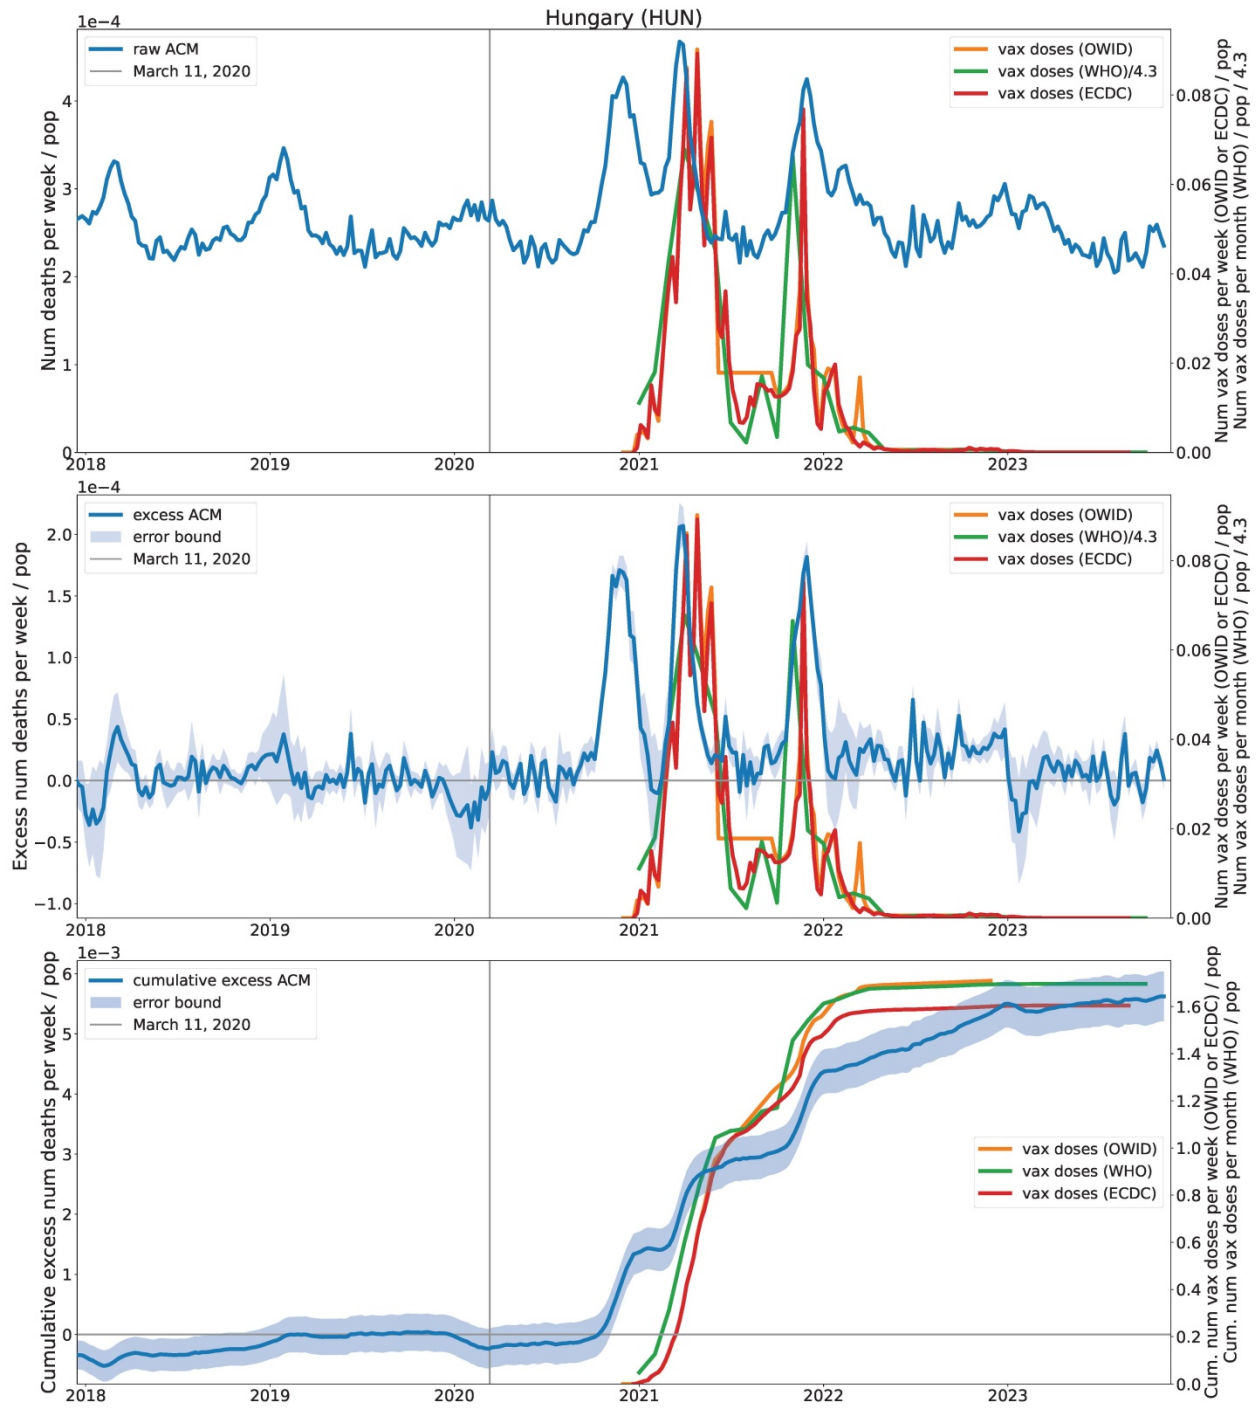 Hungary (HUN)
1e−4
raw ACM
March 11, 2020
vax doses (OWID)
vax doses (WHO)/4.3
vax doses (ECDC)
Num deaths per week / pop
4
3
2
1
0
Num vax doses per week (OWID or ECDC) / pop
Num vax doses per month (WHO) / pop / 4.3
0.08
0.06
0.04
0.02
0.00
2018 2019 2020 2021 2022 2023
1e−4
excess ACM
error bound
March 11, 2020
vax doses (OWID)
vax doses (WHO)/4.3
vax doses (ECDC)
Excess num deaths per week / pop
2.0
1.5
1.0
0.5
0.0
−0.5
−1.0
Num vax doses per week (OWID or ECDC) / pop
Num vax doses per month (WHO) / pop / 4.3
0.08
0.06
0.04
0.02
0.00
2018 2019 2020 2021 2022 2023
1e−3
cumulative excess ACM
error bound
March 11, 2020
vax doses (OWID)
vax doses (WHO)
vax doses (ECDC)
Cumulative excess num deaths per week / pop
6
5
4
3
2
1
0
Cum. num vax doses per week (OWID or ECDC) / pop
Cum. num vax doses per month (WHO) / pop
1.6
1.4
1.2
1.0
0.8
0.6
0.4
0.2
0.0
2018 2019 2020 2021 2022 2023